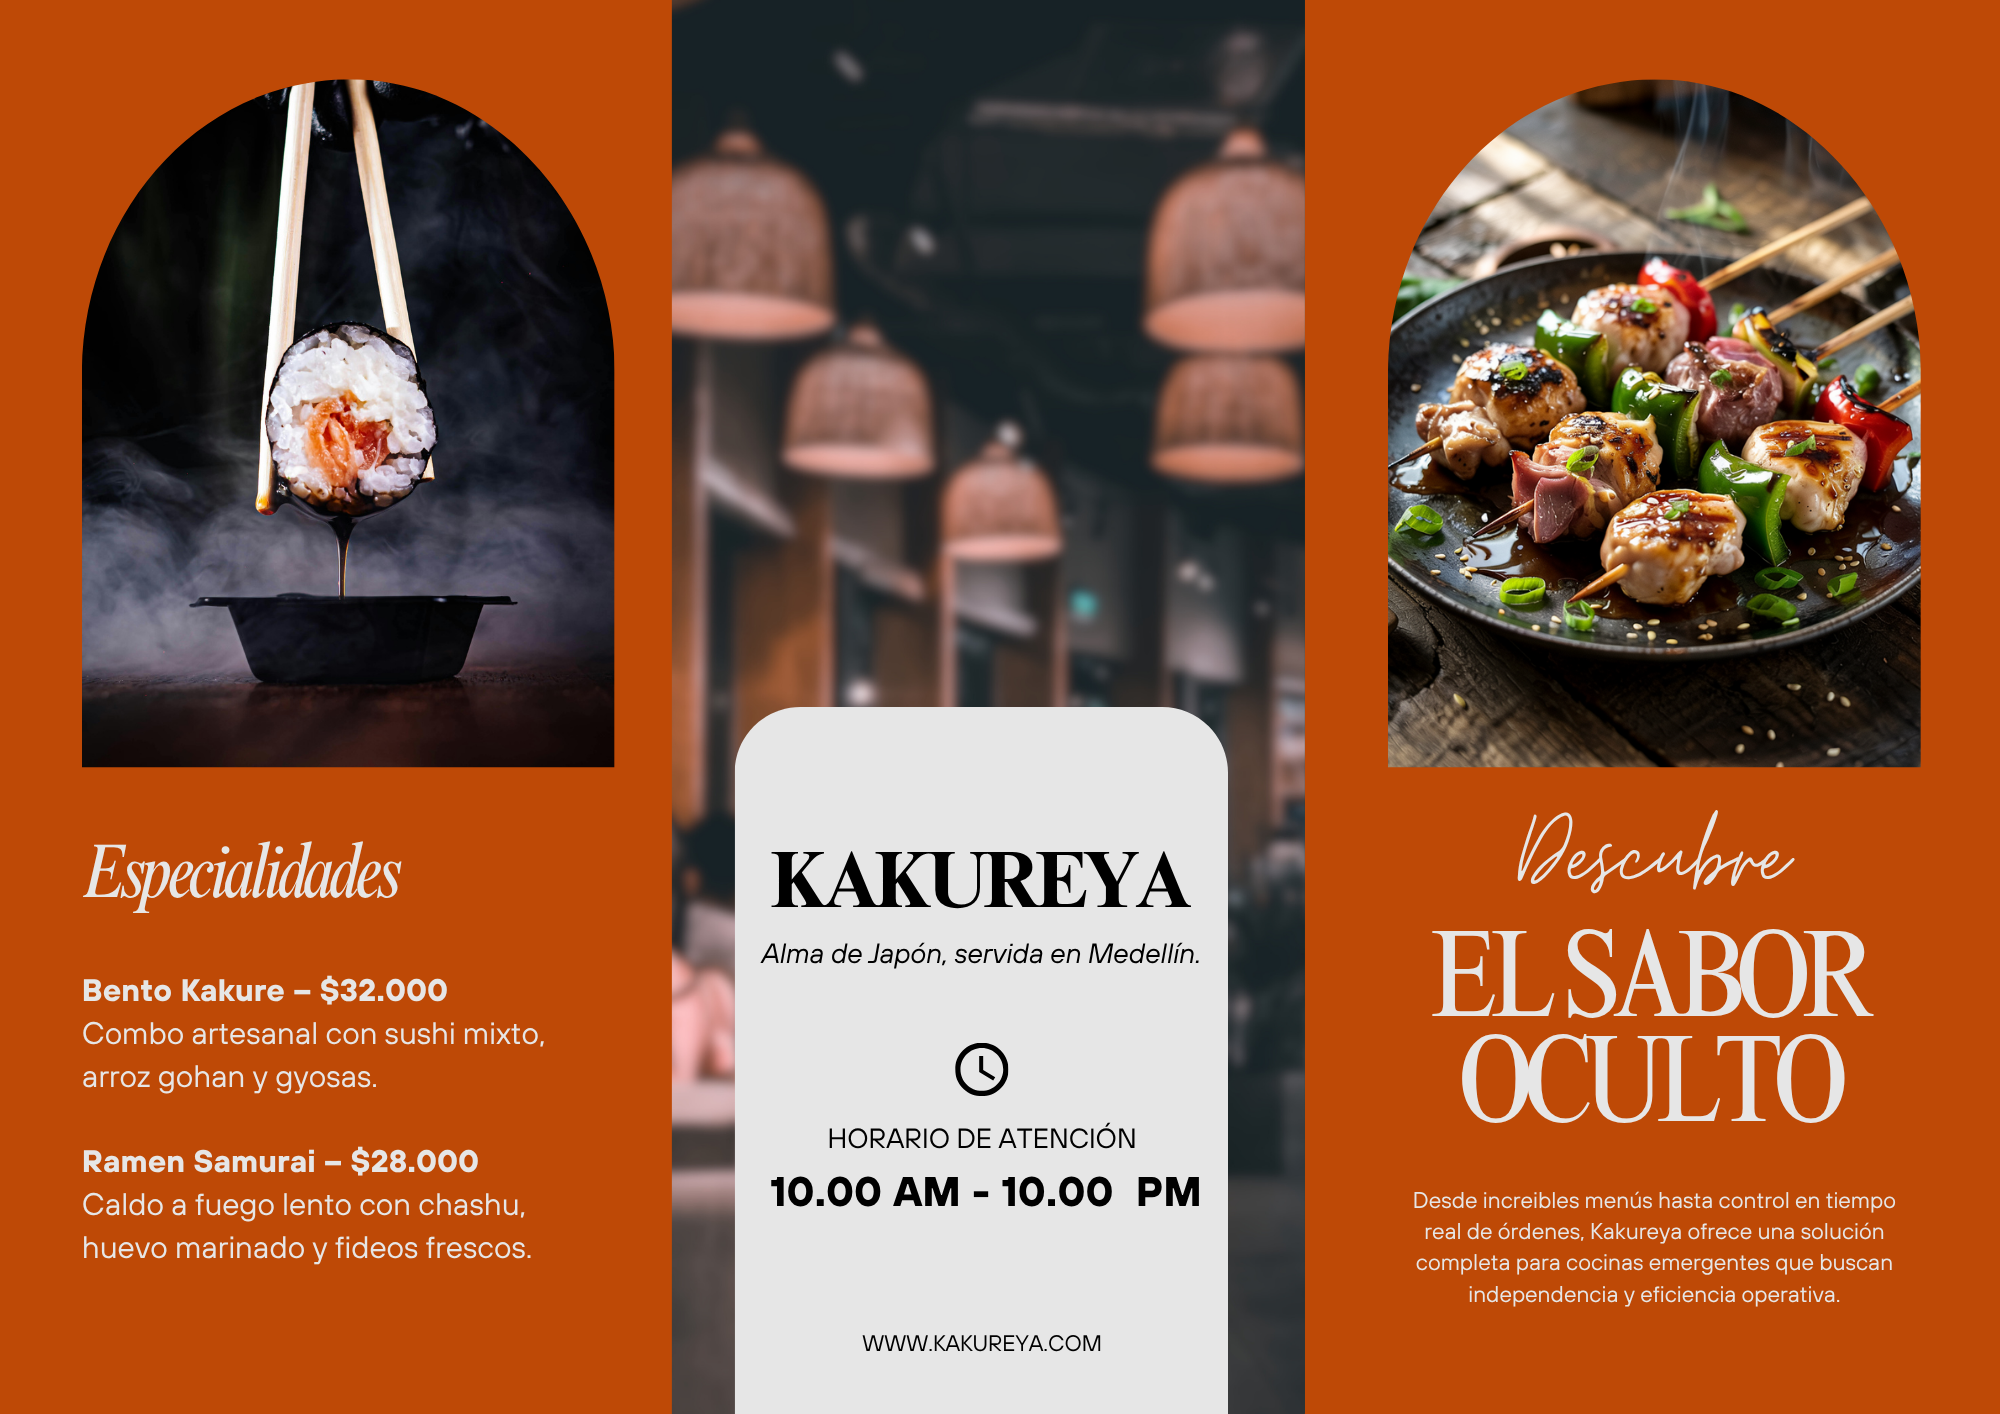 Especialidades
Bento Kakure – $32.000
Combo artesanal con sushi mixto,
arroz gohan y gyosas.
Ramen Samurai – $28.000
Caldo a fuego lento con chashu,
huevo marinado y fideos frescos.
KAKUREYA
Alma de Japón, servida en Medellín.
HORARIO DE ATENCIÓN
10.00 AM - 10.00 PM
WWW.KAKUREYA.COM
Descubre
EL SABOR
OCULTO
Desde increibles menús hasta control en tiempo
real de órdenes, Kakureya ofrece una solución
completa para cocinas emergentes que buscan
independencia y eficiencia operativa.